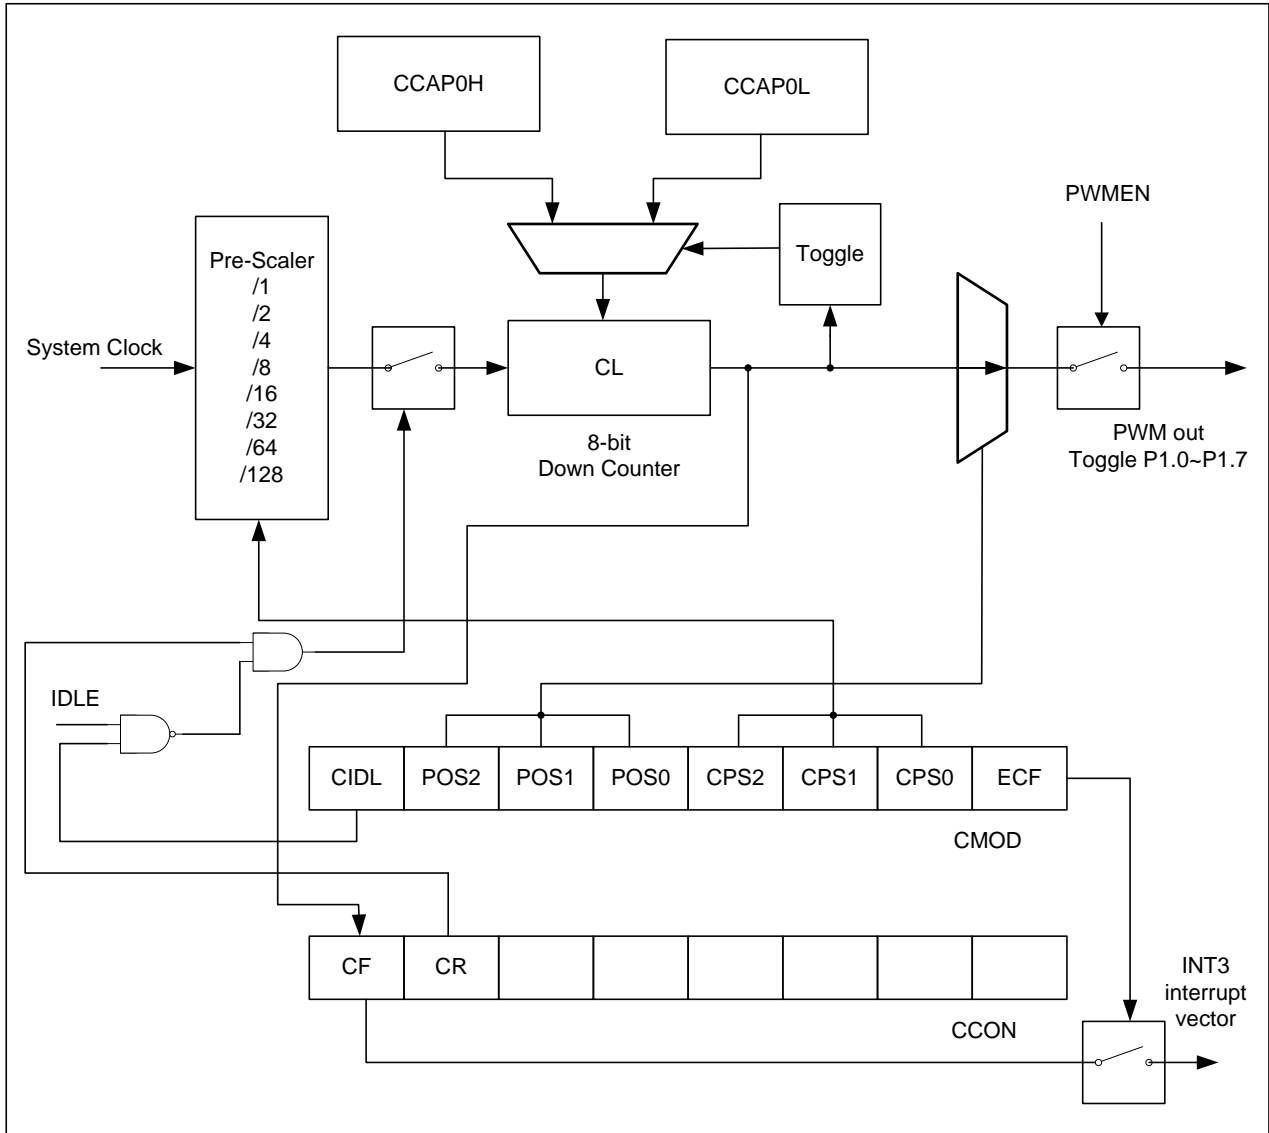 CCAP0H
CCAP0L
PWMEN
Pre-Scaler
/1
/2
/4
/8
/16
/32
/64
/128
Toggle
System Clock
CL
8-bit
Down Counter
PWM out
Toggle P1.0~P1.7
IDLE
CIDL POS2 POS1 POS0 CPS2 CPS1 CPS0 ECF
CMOD
CF CR
CCON
INT3
interrupt
vector